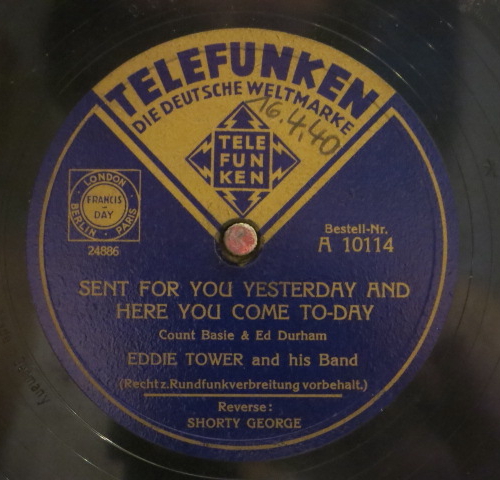 TELEFUNKEN
DIE DEUTSCHE WELTMARKE
16.4.40
TELE
FUN
KEN
LONDON
FRANCIS-
DAY
BERLIN PARIS
24886
Bestell-Nr.
A 10114
SENT FOR YOU YESTERDAY AND
HERE YOU COME TO-DAY
Count Basie & Ed Durham
EDDIE TOWER and his Band
(Recht z. Rundfunkverbreitung vorbehalt.)
Reverse:
SHORTY GEORGE
Germany